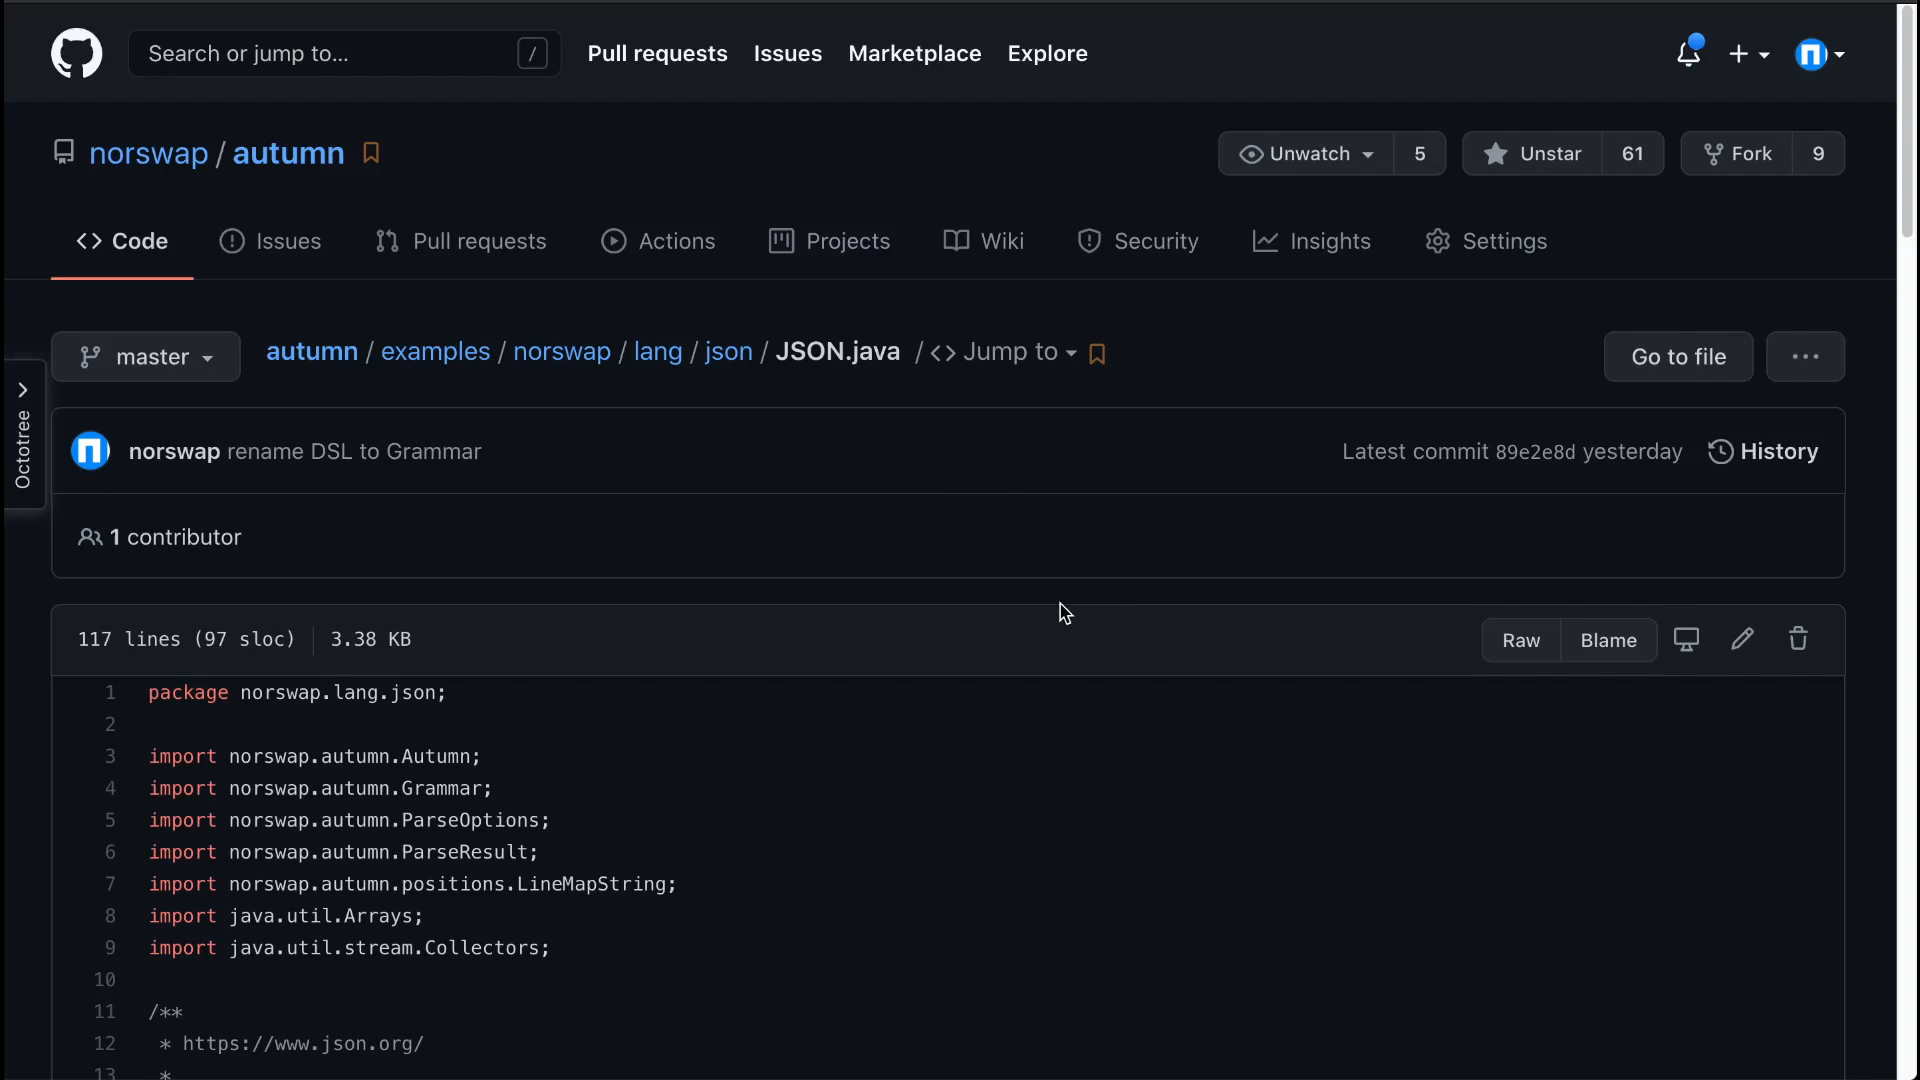 Search or jump to... / Pull requests Issues Marketplace Explore
norswap / autumn Unwatch 5 Unstar 61 Fork 9
Code Issues Pull requests Actions Projects Wiki Security Insights Settings
master autumn / examples / norswap / lang / json / JSON.java / <> Jump to Go to file ...
Octotree
norswap rename DSL to Grammar Latest commit 89e2e8d yesterday History
1 contributor
117 lines (97 sloc) 3.38 KB Raw Blame
1 package norswap.lang.json;
2
3 import norswap.autumn.Autumn;
4 import norswap.autumn.Grammar;
5 import norswap.autumn.ParseOptions;
6 import norswap.autumn.ParseResult;
7 import norswap.autumn.positions.LineMapString;
8 import java.util.Arrays;
9 import java.util.stream.Collectors;
10
11 /**
12 * https://www.json.org/
13 *